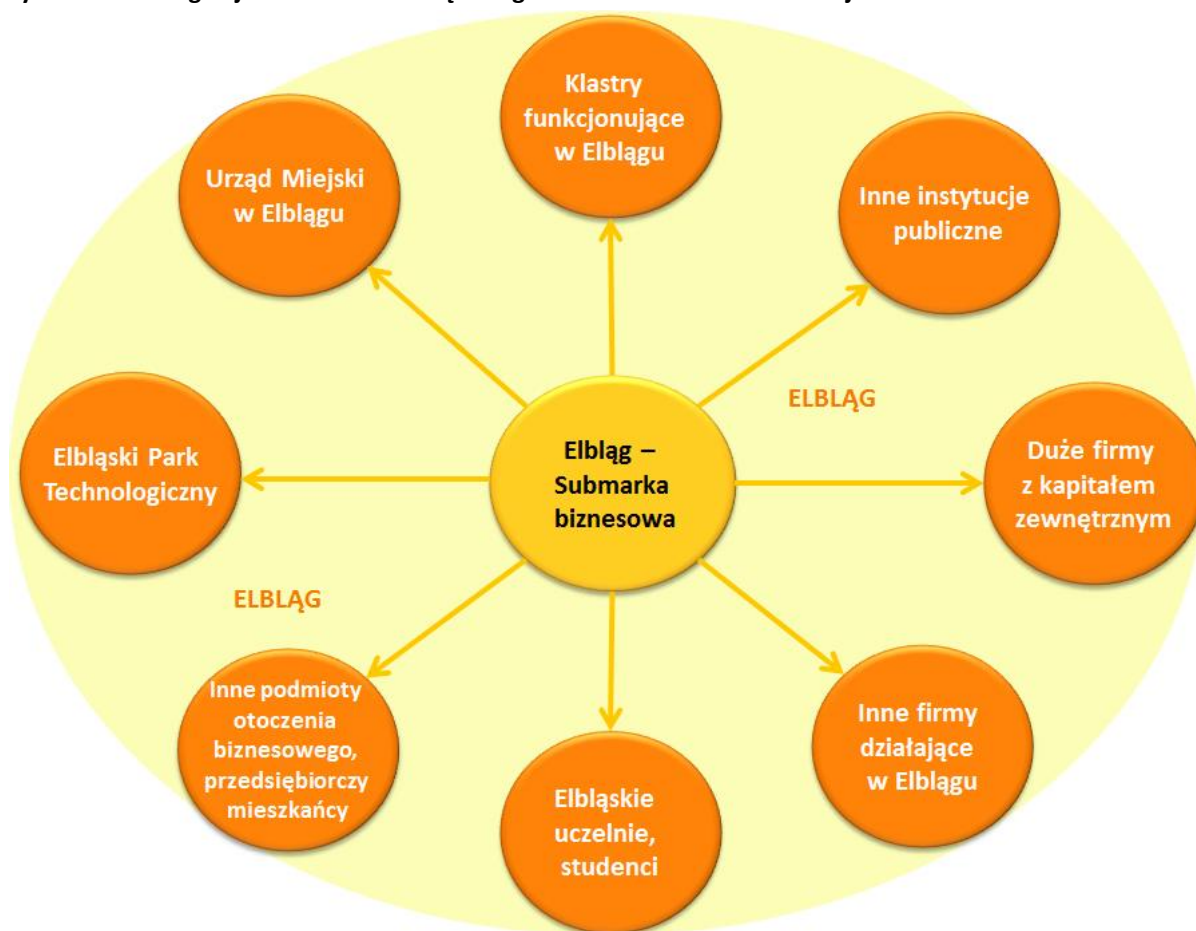 Klastry
funkcjonujące
w Elblągu
Urząd Miejski
w Elblągu
Inne instytucje
publiczne
ELBLĄG
Elbląski Park
Technologiczny
Elbląg –
Submarka
biznesowa
Duże firmy
z kapitałem
zewnętrznym
ELBLĄG
Inne podmioty
otoczenia
biznesowego,
przedsiębiorczy
mieszkańcy
Elbląskie
uczelnie,
studenci
Inne firmy
działające
w Elblągu